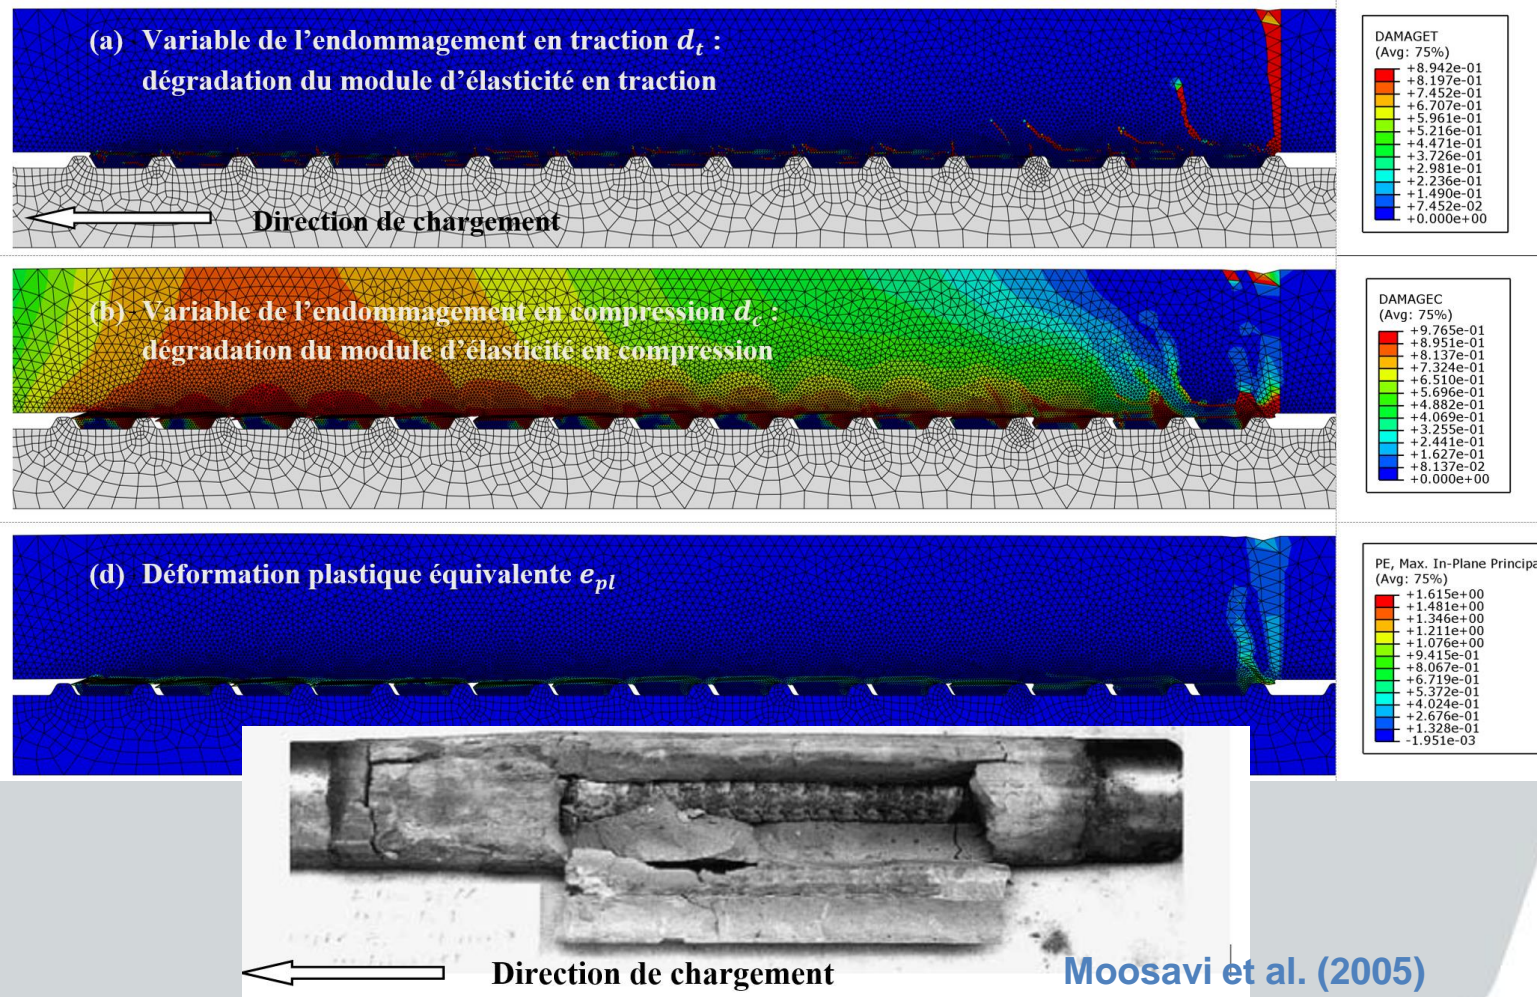 (a) Variable de l’endommagement en traction d_t :
dégradation du module d’élasticité en traction
Direction de chargement
DAMAGET
(Avg: 75%)
+8.942e-01
+8.197e-01
+7.452e-01
+6.707e-01
+5.961e-01
+5.216e-01
+4.471e-01
+3.726e-01
+2.981e-01
+2.236e-01
+1.490e-01
+7.452e-02
+0.000e+00
(b) Variable de l’endommagement en compression d_c :
dégradation du module d’élasticité en compression
DAMAGEC
(Avg: 75%)
+9.765e-01
+8.951e-01
+8.137e-01
+7.324e-01
+6.510e-01
+5.696e-01
+4.882e-01
+4.069e-01
+3.255e-01
+2.441e-01
+1.627e-01
+8.137e-02
+0.000e+00
(d) Déformation plastique équivalente e_pl
PE, Max. In-Plane Principa
(Avg: 75%)
+1.615e+00
+1.481e+00
+1.346e+00
+1.211e+00
+1.076e+00
+9.415e-01
+8.067e-01
+6.719e-01
+5.372e-01
+4.024e-01
+2.676e-01
+1.328e-01
-1.951e-03
Direction de chargement
Moosavi et al. (2005)